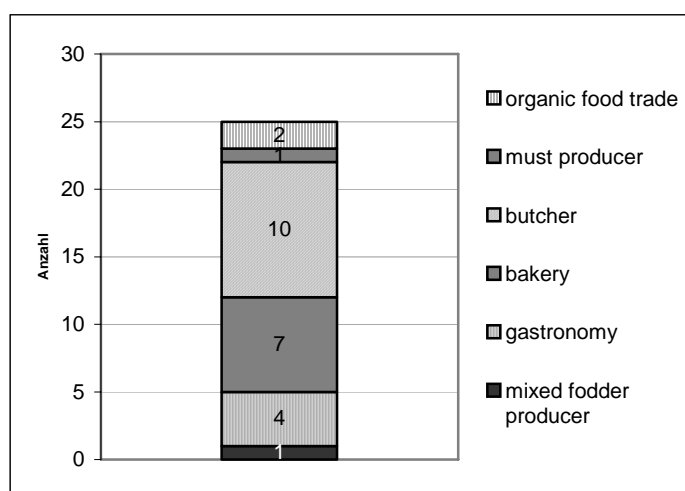 30
25
20
15
10
5
0
Anzahl
2
1
10
7
4
1
organic food trade
must producer
butcher
bakery
gastronomy
mixed fodder
producer